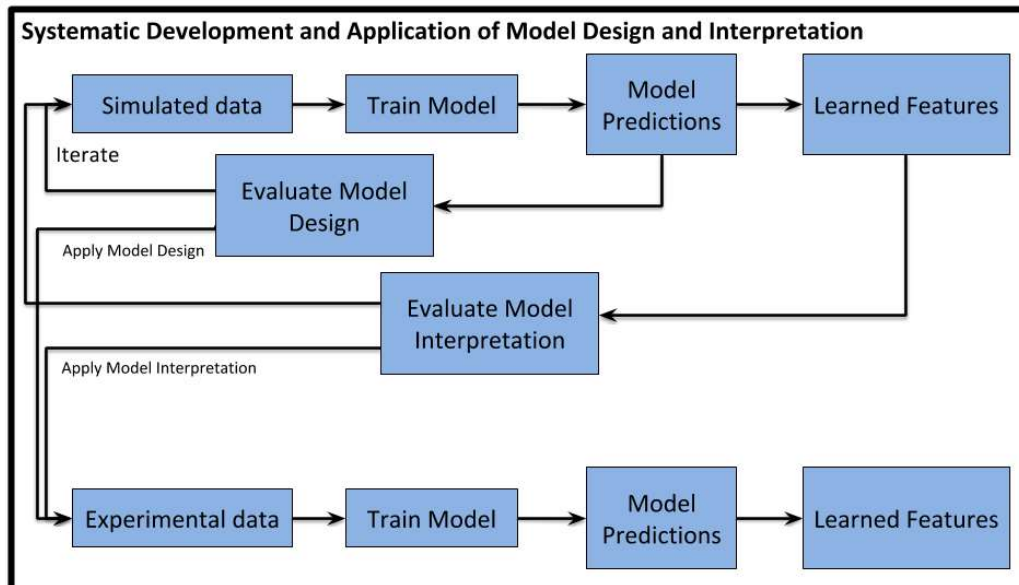 Systematic Development and Application of Model Design and Interpretation
Simulated data
Train Model
Model
Predictions
Learned Features
Iterate
Evaluate Model
Design
Apply Model Design
Evaluate Model
Interpretation
Apply Model Interpretation
Experimental data
Train Model
Model
Predictions
Learned Features